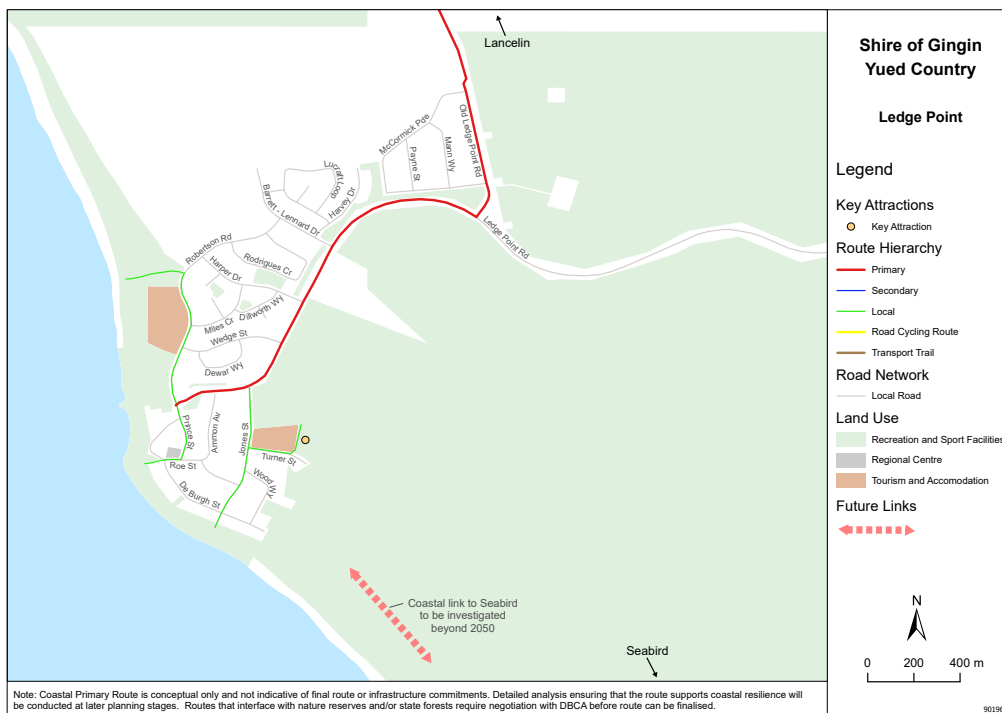 Lancelin
McCormick Pde
Old Ledge Point Rd
Mann Wy
Payne St
Lucraft Loop
Harvey Dr
Barrett - Lennard Dr
Ledge Point Rd
Robertson Rd
Rodrigues Cr
Harper Dr
Dillworth Wy
Miles Cr
Wedge St
Dewar Wy
Prince St
Ammon Av
Jones St
Turner St
Roe St
Wood Wy
De Burgh St
Coastal link to Seabird
to be investigated
beyond 2050
Seabird
Shire of Gingin
Yued Country
Ledge Point
Legend
Key Attractions
Key Attraction
Route Hierarchy
Primary
Secondary
Local
Road Cycling Route
Transport Trail
Road Network
Local Road
Land Use
Recreation and Sport Facilities
Regional Centre
Tourism and Accomodation
Future Links
N
0 200 400 m
Note: Coastal Primary Route is conceptual only and not indicative of final route or infrastructure commitments. Detailed analysis ensuring that the route supports coastal resilience will
be conducted at later planning stages. Routes that interface with nature reserves and/or state forests require negotiation with DBCA before route can be finalised.